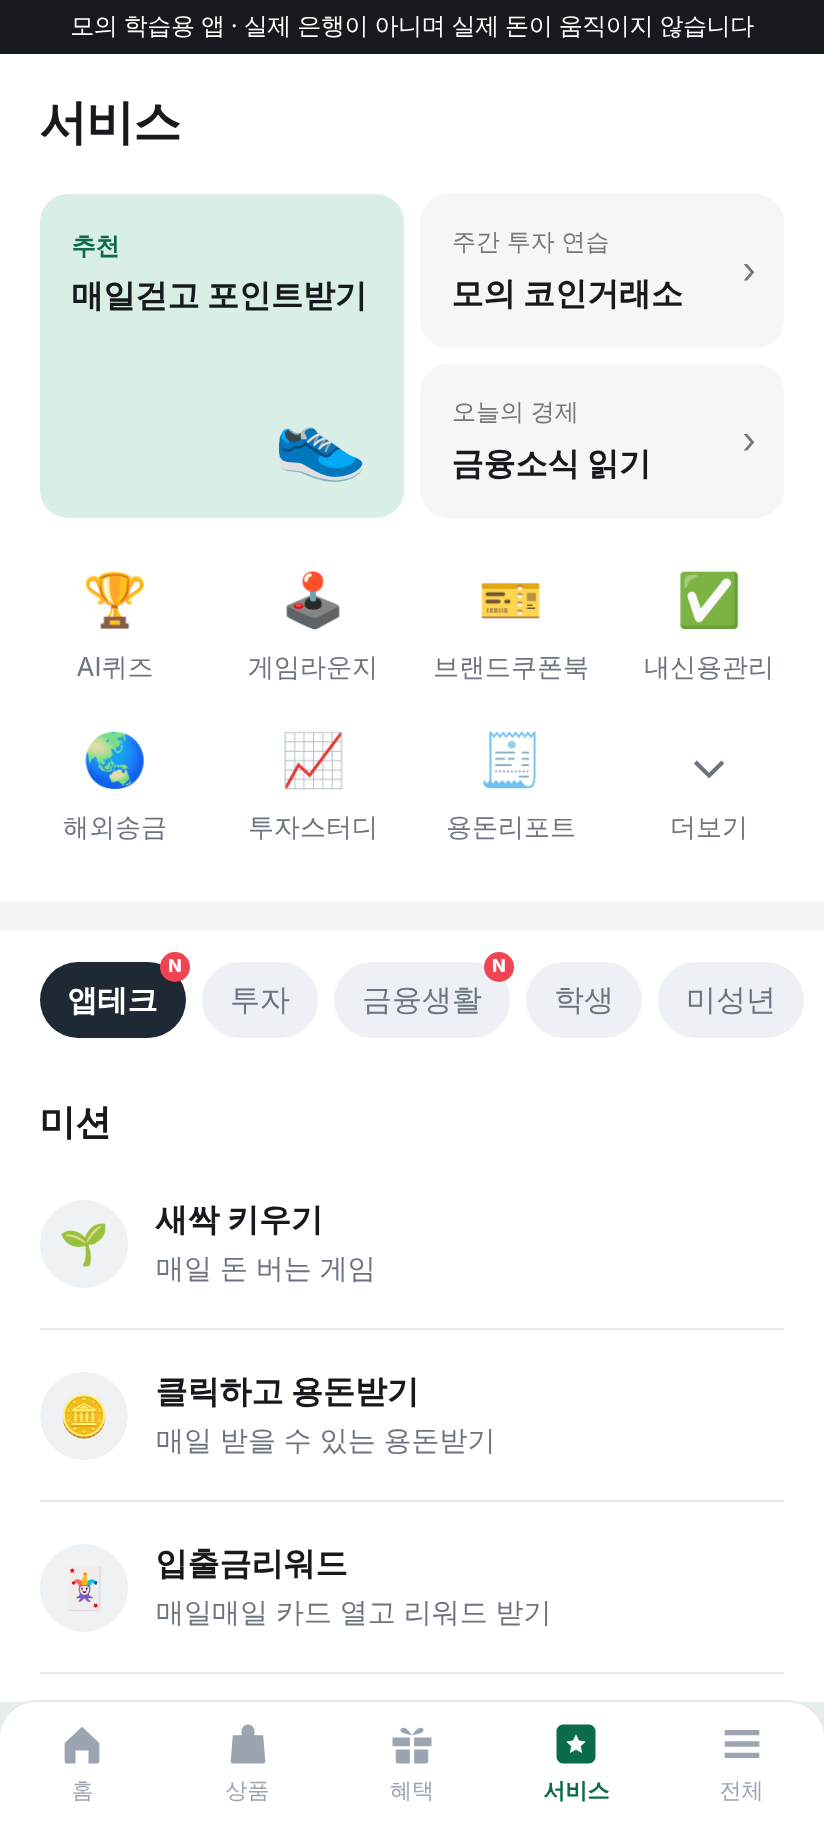 모의 학습용 앱 · 실제 은행이 아니며 실제 돈이 움직이지 않습니다
서비스
추천
매일걷고 포인트받기
주간 투자 연습
모의 코인거래소
오늘의 경제
금융소식 읽기
AI퀴즈
게임라운지
브랜드쿠폰북
내신용관리
해외송금
투자스터디
용돈리포트
더보기
앱테크 N
투자
금융생활 N
학생
미성년
미션
새싹 키우기
매일 돈 버는 게임
클릭하고 용돈받기
매일 받을 수 있는 용돈받기
입출금리워드
매일매일 카드 열고 리워드 받기
홈
상품
혜택
서비스
전체